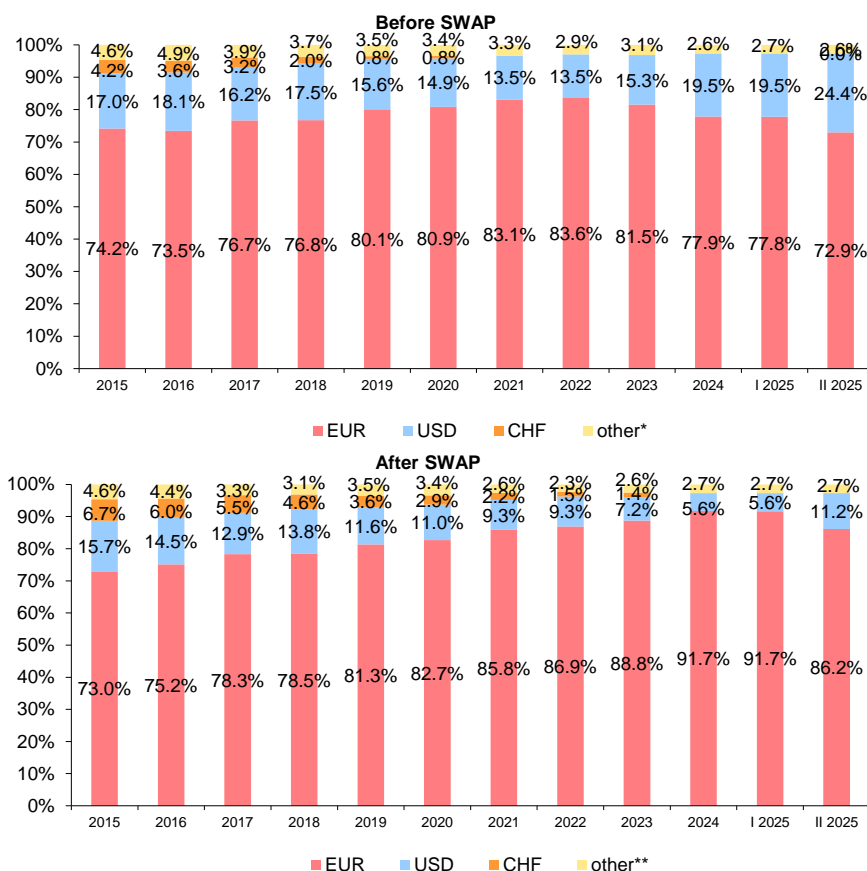 Before SWAP
100%
90%
80%
70%
60%
50%
40%
30%
20%
10%
0%
4.6% 4.9% 3.9% 3.7% 3.5% 3.4% 3.3% 2.9% 3.1% 2.6% 2.7% 2.6%
4.2% 3.6% 3.2% 2.0% 0.8% 0.8% 0.0%
17.0% 18.1% 16.2% 17.5% 15.6% 14.9% 13.5% 13.5% 15.3% 19.5% 19.5% 24.4%
74.2% 73.5% 76.7% 76.8% 80.1% 80.9% 83.1% 83.6% 81.5% 77.9% 77.8% 72.9%
2015 2016 2017 2018 2019 2020 2021 2022 2023 2024 I 2025 II 2025
EUR USD CHF other*
After SWAP
100%
90%
80%
70%
60%
50%
40%
30%
20%
10%
0%
4.6% 4.4% 3.3% 3.1% 3.5% 3.4% 2.6% 2.3% 2.6% 2.7% 2.7% 2.7%
6.7% 6.0% 5.5% 4.6% 3.6% 2.9% 2.2% 1.5% 1.4%
15.7% 14.5% 12.9% 13.8% 11.6% 11.0% 9.3% 9.3% 7.2% 5.6% 5.6% 11.2%
73.0% 75.2% 78.3% 78.5% 81.3% 82.7% 85.8% 86.9% 88.8% 91.7% 91.7% 86.2%
2015 2016 2017 2018 2019 2020 2021 2022 2023 2024 I 2025 II 2025
EUR USD CHF other**